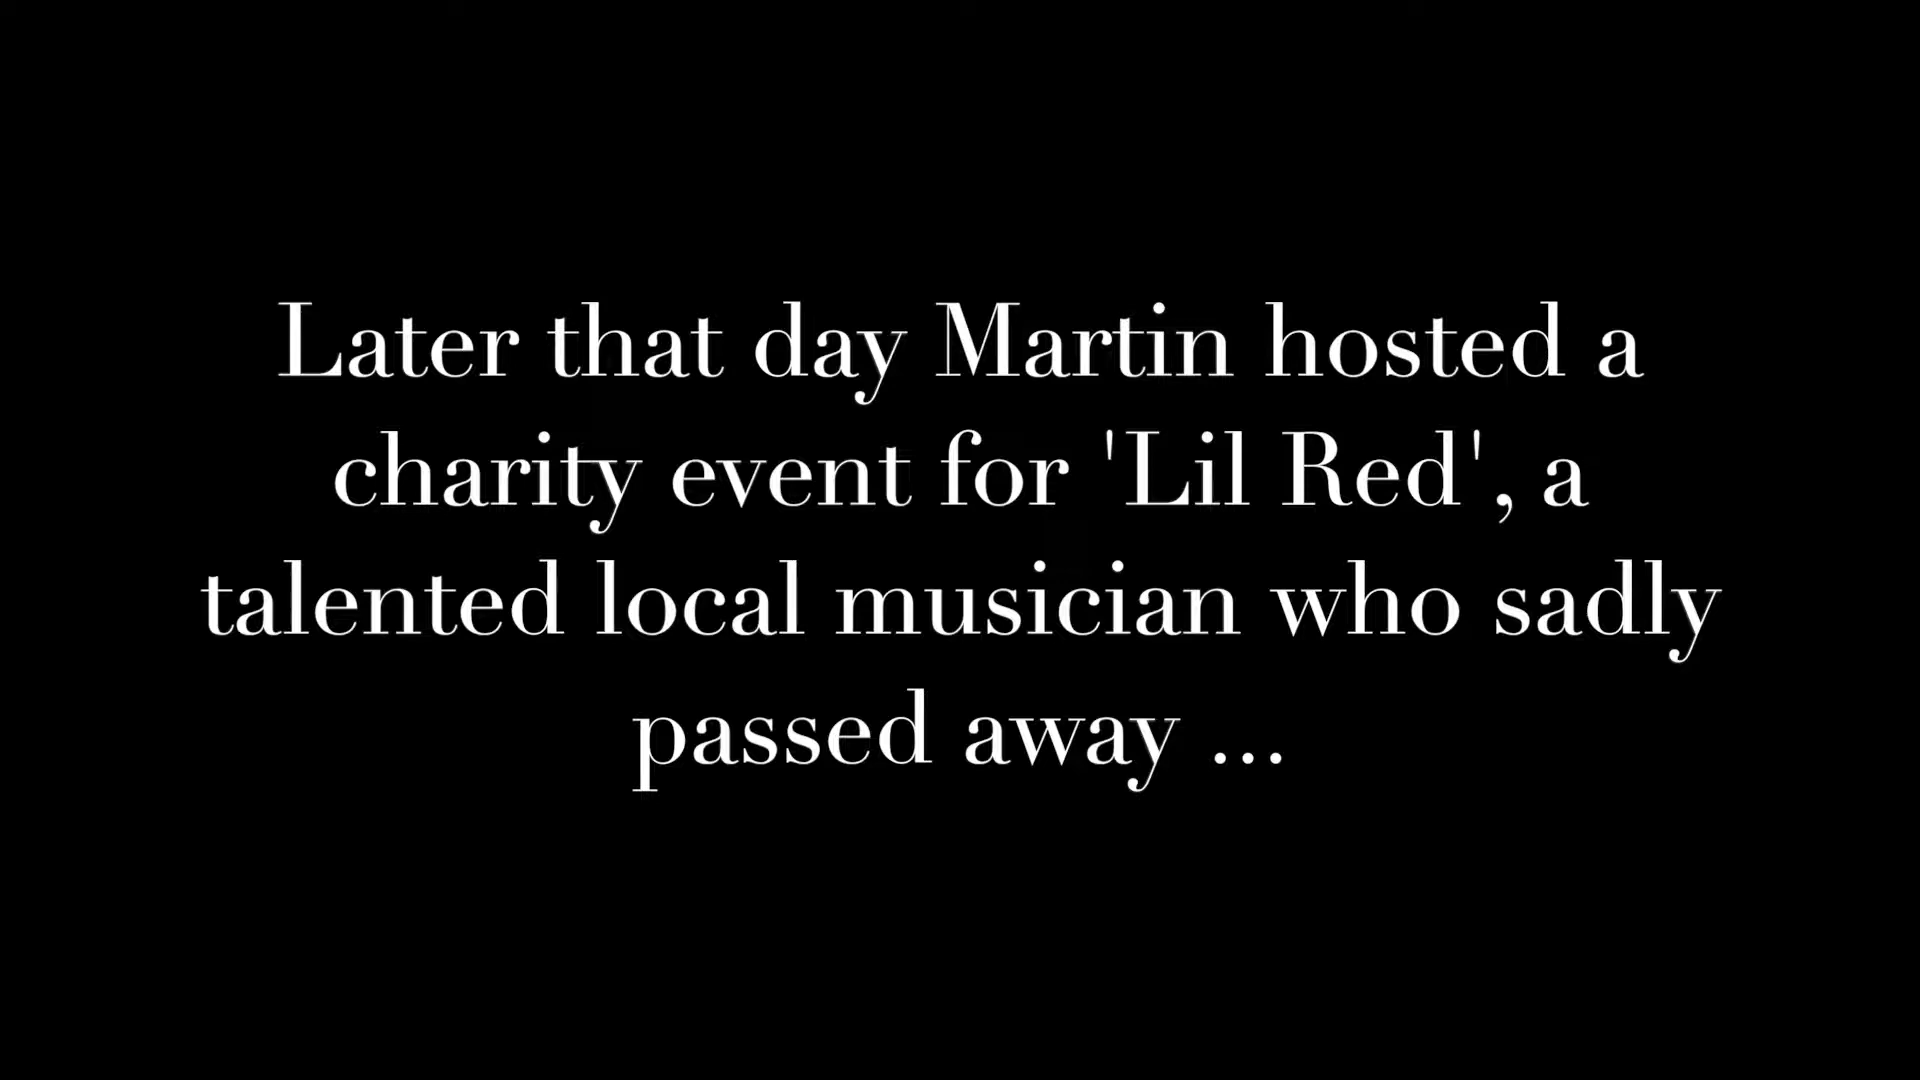 Later that day Martin hosted a
charity event for 'Lil Red', a
talented local musician who sadly
passed away ...